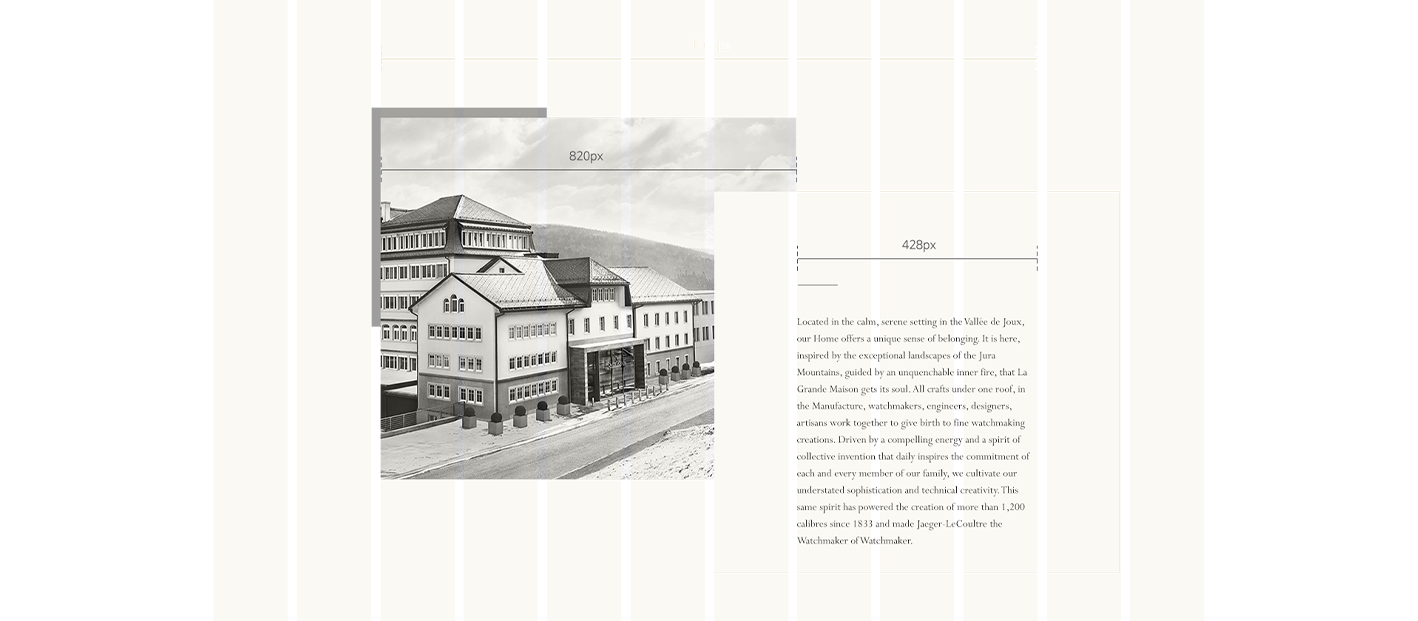 820px
428px
Located in the calm, serene setting in the Vallée de Joux,
our Home offers a unique sense of belonging. It is here,
inspired by the exceptional landscapes of the Jura
Mountains, guided by an unquenchable inner fire, that La
Grande Maison gets its soul. All crafts under one roof, in
the Manufacture, watchmakers, engineers, designers,
artisans work together to give birth to fine watchmaking
creations. Driven by a compelling energy and a spirit of
collective invention that daily inspires the commitment of
each and every member of our family, we cultivate our
understated sophistication and technical creativity. This
same spirit has powered the creation of more than 1,200
calibres since 1833 and made Jaeger-LeCoultre the
Watchmaker of Watchmaker.